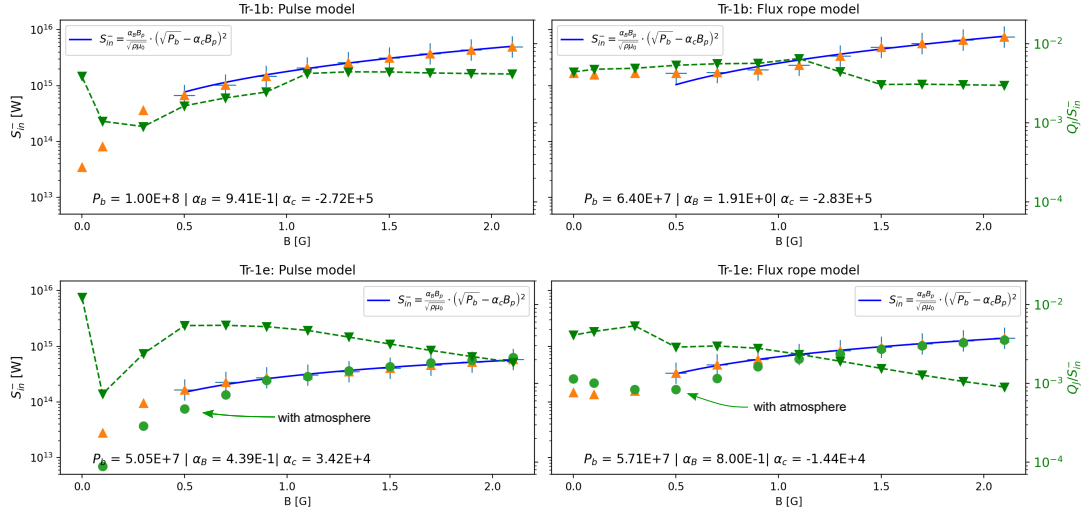 Tr-1b: Pulse model
S_in^- = α_B B_p / √ρμ₀ · (√P_b − α_c B_p)²
10^16
10^15
10^14
10^13
S_in^- [W]
P_b = 1.00E+8 | α_B = 9.41E-1| α_c = -2.72E+5
0.0 0.5 1.0 1.5 2.0
B [G]
Tr-1b: Flux rope model
S_in^- = α_B B_p / √ρμ₀ · (√P_b − α_c B_p)²
10^−2
10^−3
10^−4
Q_J/S_in^-
P_b = 6.40E+7 | α_B = 1.91E+0| α_c = -2.83E+5
0.0 0.5 1.0 1.5 2.0
B [G]
Tr-1e: Pulse model
S_in^- = α_B B_p / √ρμ₀ · (√P_b − α_c B_p)²
10^16
10^15
10^14
10^13
S_in^- [W]
with atmosphere
P_b = 5.05E+7 | α_B = 4.39E-1| α_c = 3.42E+4
0.0 0.5 1.0 1.5 2.0
B [G]
Tr-1e: Flux rope model
S_in^- = α_B B_p / √ρμ₀ · (√P_b − α_c B_p)²
10^−2
10^−3
10^−4
Q_J/S_in^-
with atmosphere
P_b = 5.71E+7 | α_B = 8.00E-1| α_c = -1.44E+4
0.0 0.5 1.0 1.5 2.0
B [G]